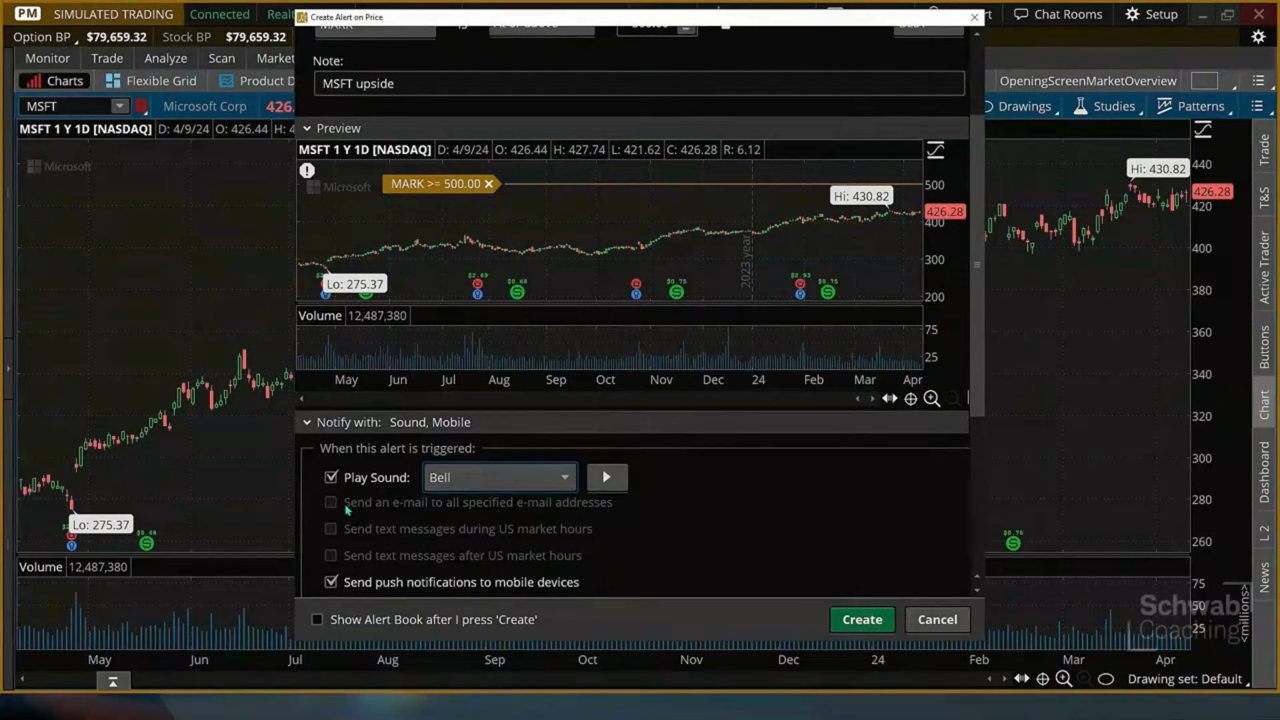 PM SIMULATED TRADING Connected
Create Alert on Price
Chat Rooms
Setup
Option BP $79,659.32 Stock BP $79,659.32
Monitor Trade Analyze Scan
Charts Flexible Grid
OpeningScreenMarketOverview
MSFT Microsoft Corp
Drawings Studies Patterns
MSFT 1 Y 1D [NASDAQ] D: 4/9/24 O: 426.44
Microsoft
Note:
MSFT upside
Preview
MSFT 1 Y 1D [NASDAQ] D: 4/9/24 O: 426.44 H: 427.74 L: 421.62 C: 426.28 R: 6.12
Microsoft
MARK >= 500.00
Hi: 430.82
Lo: 275.37
500
426.28
400
300
200
2023 year
Volume 12,487,380
75
25
May Jun Jul Aug Sep Oct Nov Dec 24 Feb Mar Apr
Notify with: Sound, Mobile
When this alert is triggered:
Play Sound: Bell
Send an e-mail to all specified e-mail addresses
Send text messages during US market hours
Send text messages after US market hours
Send push notifications to mobile devices
Show Alert Book after I press 'Create'
Create Cancel
Hi: 430.82
440
426.28
420
400
380
360
340
320
300
280
260
Lo: 275.37
Volume 12,487,380
75
50
25
<millions>
Schwab
Coaching
May Jun Jul Aug Sep Oct Nov Dec 24 Feb Mar Apr
Drawing set: Default
Trade
T&S
Active Trader
Buttons
Chart
Dashboard
L 2
News